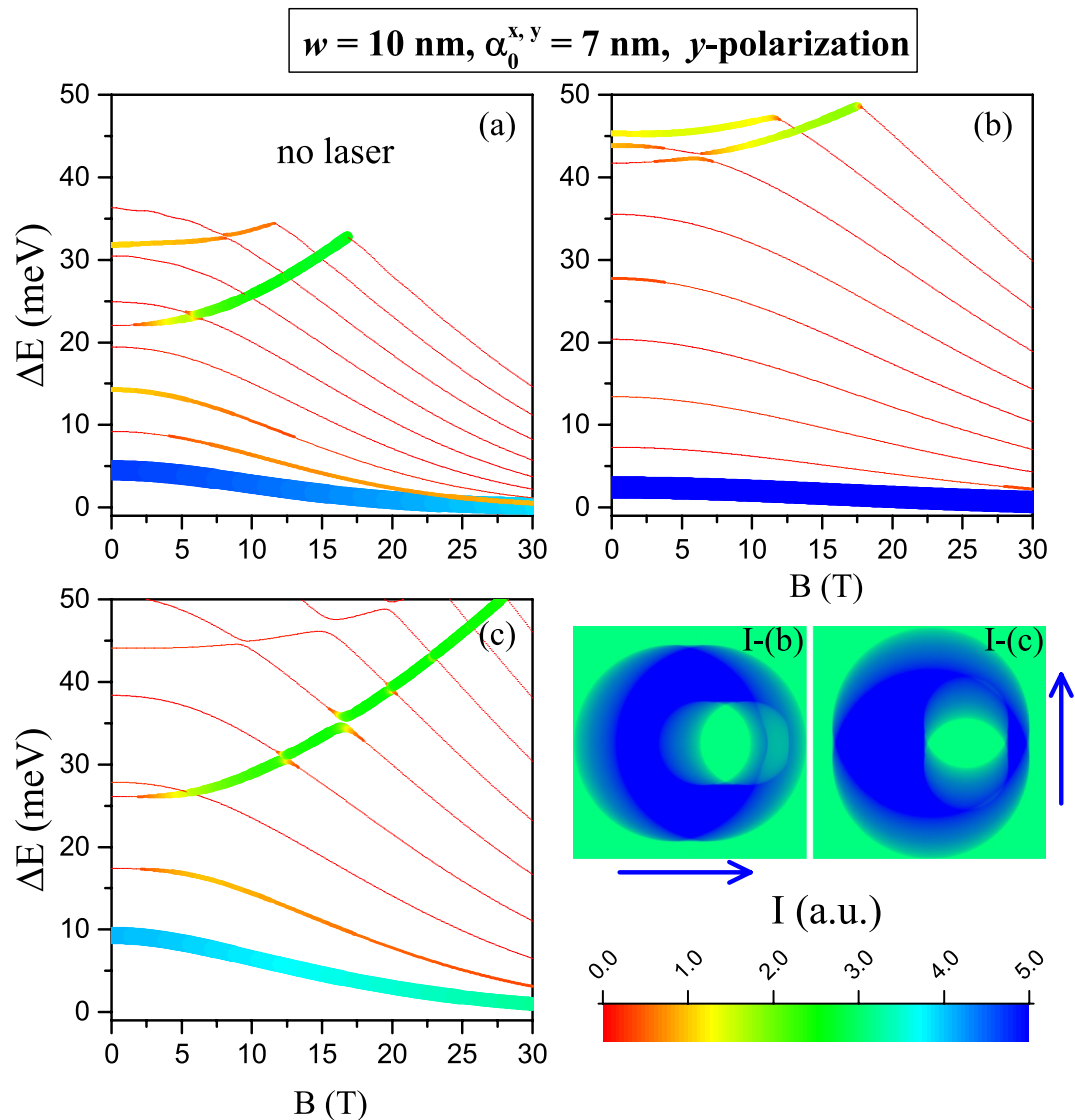 w = 10 nm, α₀ˣ·ʸ = 7 nm, y-polarization
50
40
30
20
10
0
ΔE (meV)
(a)
no laser
0 5 10 15 20 25 30
50
40
30
20
10
0
(b)
0 5 10 15 20 25 30
B (T)
50
40
30
20
10
0
ΔE (meV)
(c)
0 5 10 15 20 25 30
B (T)
I-(b)
I-(c)
I (a.u.)
0.0 1.0 2.0 3.0 4.0 5.0